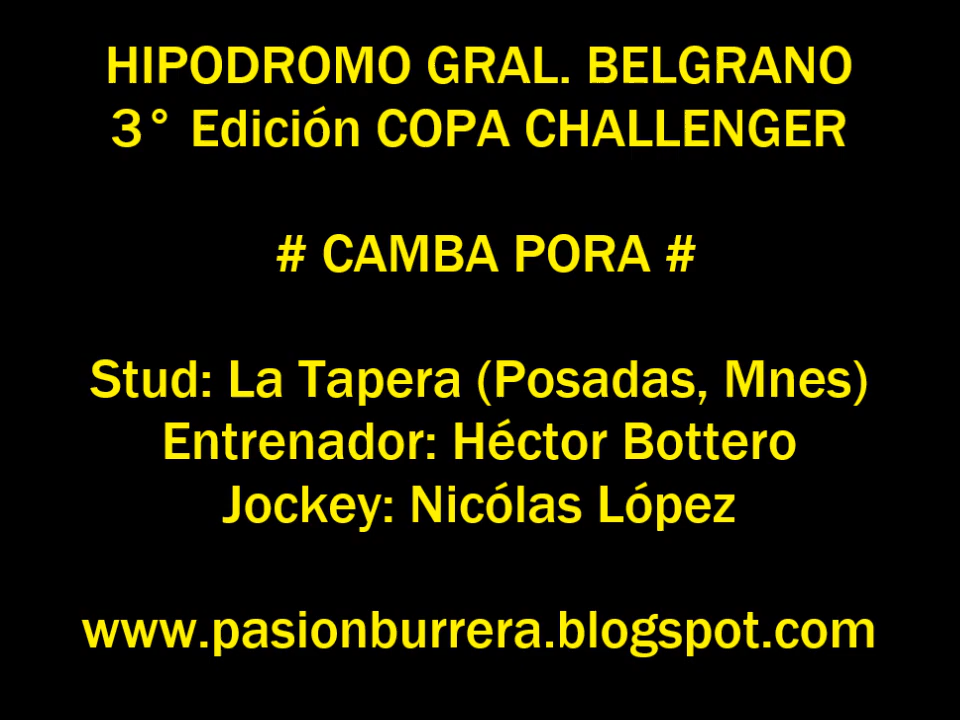 HIPODROMO GRAL. BELGRANO
3° Edición COPA CHALLENGER
# CAMBA PORA #
Stud: La Tapera (Posadas, Mnes)
Entrenador: Héctor Bottero
Jockey: Nicólas López
www.pasionburrera.blogspot.com